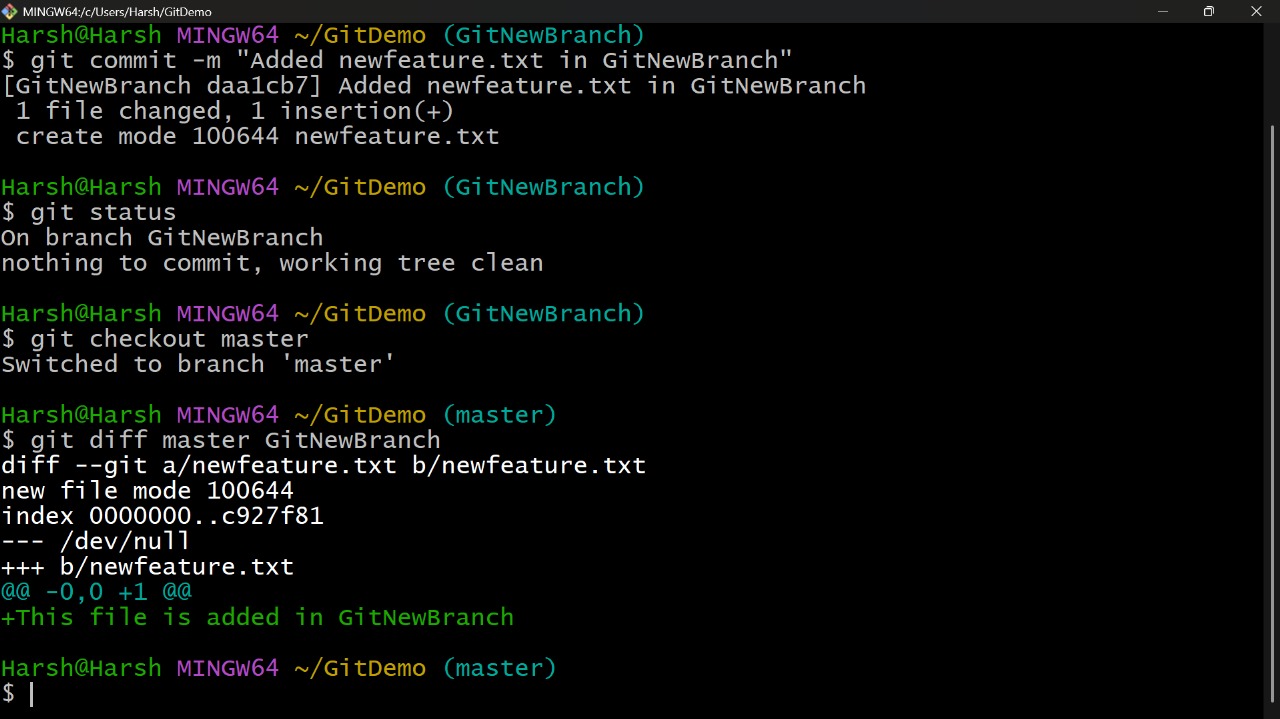 MINGW64:/c/Users/Harsh/GitDemo
Harsh@Harsh MINGW64 ~/GitDemo (GitNewBranch)
$ git commit -m "Added newfeature.txt in GitNewBranch"
[GitNewBranch daa1cb7] Added newfeature.txt in GitNewBranch
 1 file changed, 1 insertion(+)
 create mode 100644 newfeature.txt

Harsh@Harsh MINGW64 ~/GitDemo (GitNewBranch)
$ git status
On branch GitNewBranch
nothing to commit, working tree clean

Harsh@Harsh MINGW64 ~/GitDemo (GitNewBranch)
$ git checkout master
Switched to branch 'master'

Harsh@Harsh MINGW64 ~/GitDemo (master)
$ git diff master GitNewBranch
diff --git a/newfeature.txt b/newfeature.txt
new file mode 100644
index 0000000..c927f81
--- /dev/null
+++ b/newfeature.txt
@@ -0,0 +1 @@
+This file is added in GitNewBranch

Harsh@Harsh MINGW64 ~/GitDemo (master)
$